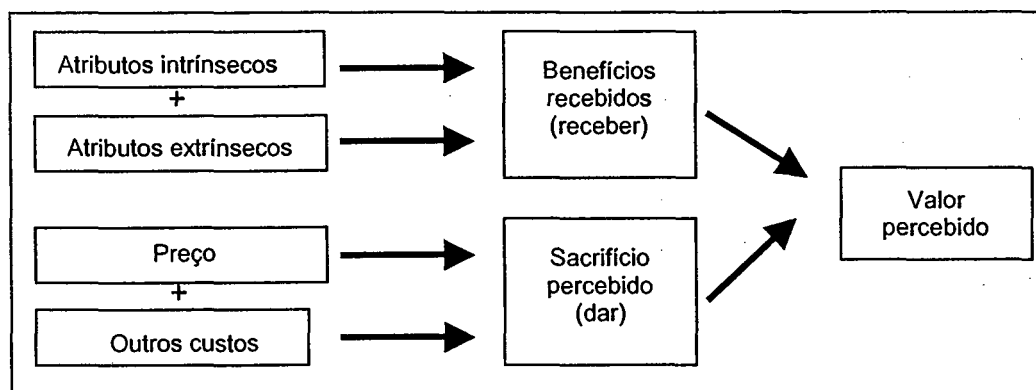 Atributos intrínsecos
+
Atributos extrínsecos
Preço
+
Outros custos
Benefícios
recebidos
(receber)
Sacrifício
percebido
(dar)
Valor
percebido